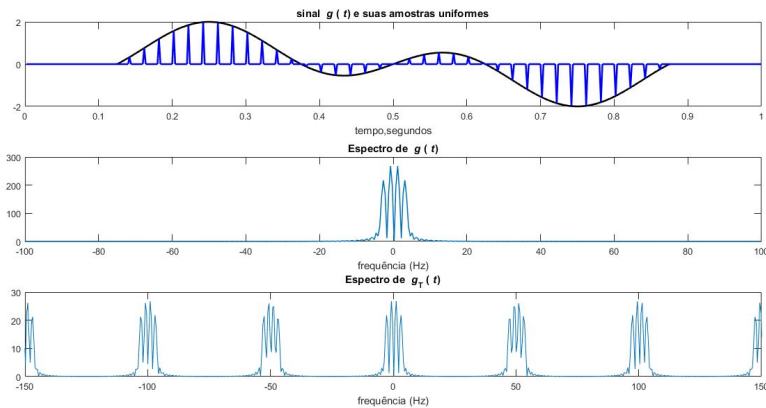 sinal g ( t) e suas amostras uniformes
2
0
-2
0 0.1 0.2 0.3 0.4 0.5 0.6 0.7 0.8 0.9 1
tempo,segundos
Espectro de g ( t)
300
200
100
0
-100 -80 -60 -40 -20 0 20 40 60 80 100
frequência (Hz)
Espectro de gT ( t)
30
20
10
0
-150 -100 -50 0 50 100 150
frequência (Hz)